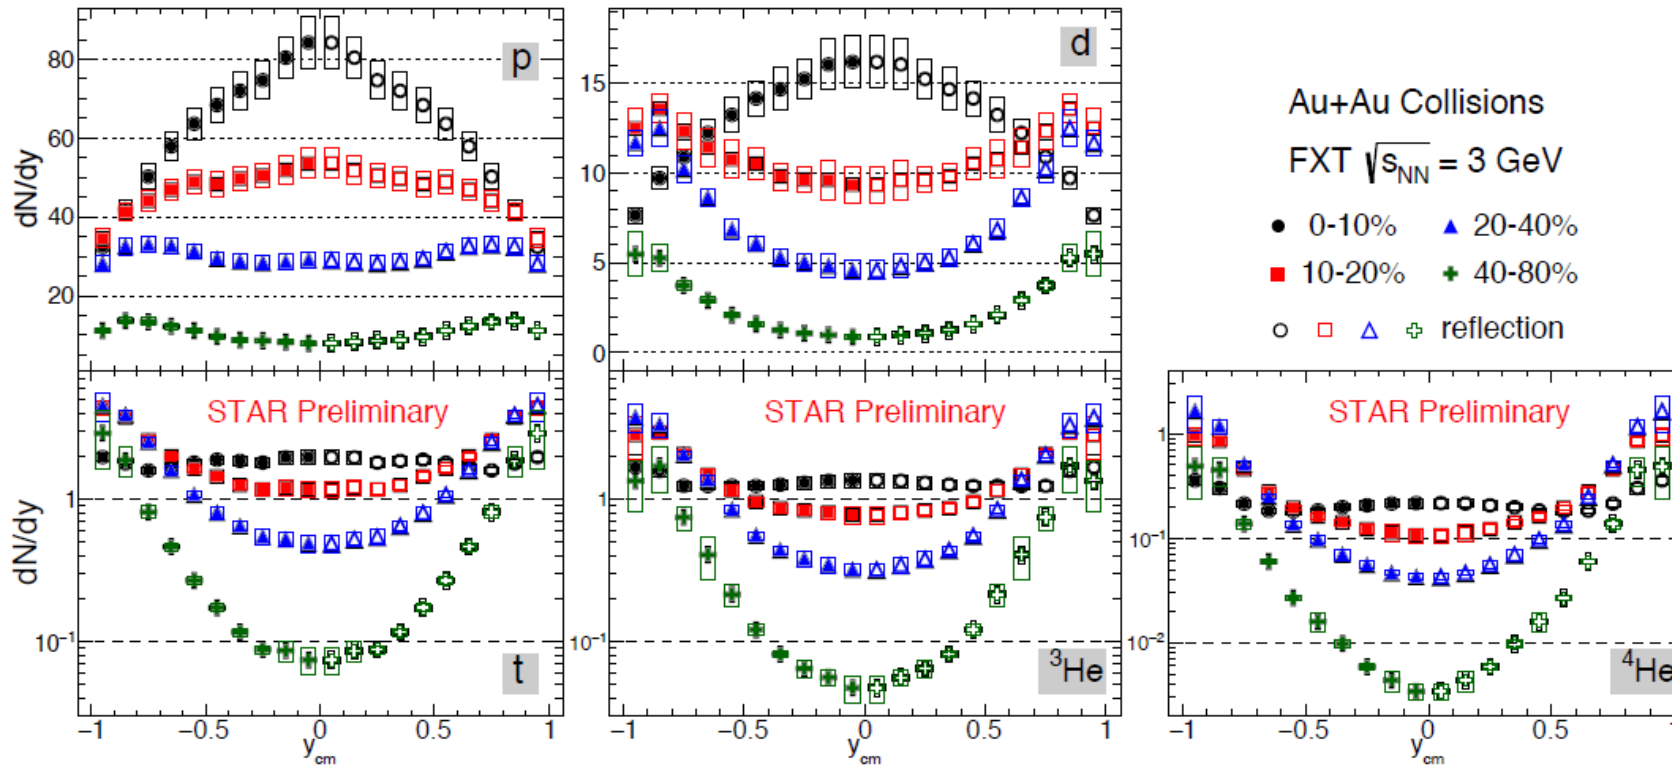 p
d
80
60
40
20
dN/dy
15
10
5
0
Au+Au Collisions
FXT √sNN = 3 GeV
0-10%
20-40%
10-20%
40-80%
reflection
STAR Preliminary
STAR Preliminary
STAR Preliminary
1
10⁻¹
dN/dy
t
1
10⁻¹
³He
1
10⁻¹
10⁻²
⁴He
−1 −0.5 0 0.5 1
ycm
−1 −0.5 0 0.5 1
ycm
−1 −0.5 0 0.5 1
ycm